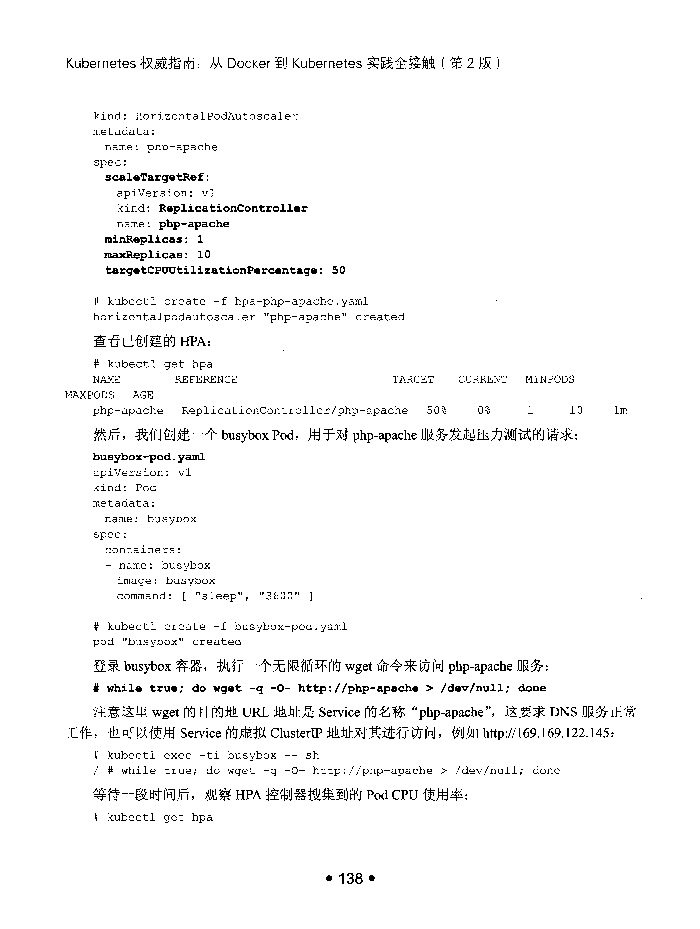 Kubernetes 权威指南：从 Docker 到 Kubernetes 实践全接触（第 2 版）
kind: HorizontalPodAutoscaler
metadata:
  name: php-apache
spec:
  scaleTargetRef:
    apiVersion: v1
    kind: ReplicationController
    name: php-apache
  minReplicas: 1
  maxReplicas: 10
  targetCPUUtilizationPercentage: 50
# kubectl create -f hpa-php-apache.yaml
horizontalpodautoscaler "php-apache" created
查看已创建的 HPA：
# kubectl get hpa
NAME REFERENCE TARGET CURRENT MINPODS
MAXPODS AGE
php-apache ReplicationController/php-apache 50% 0% 1 10 1m
然后，我们创建一个 busybox Pod，用于对 php-apache 服务发起压力测试的请求：
busybox-pod.yaml
apiVersion: v1
kind: Pod
metadata:
  name: busybox
spec:
  containers:
  - name: busybox
    image: busybox
    command: [ "sleep", "3600" ]
# kubectl create -f busybox-pod.yaml
pod "busybox" created
登录 busybox 容器，执行一个无限循环的 wget 命令来访问 php-apache 服务：
# while true; do wget -q -O- http://php-apache > /dev/null; done
注意这里 wget 的目的地 URL 地址是 Service 的名称“php-apache”，这要求 DNS 服务正常
工作，也可以使用 Service 的虚拟 ClusterIP 地址对其进行访问，例如 http://169.169.122.145：
# kubectl exec -ti busybox -- sh
/ # while true; do wget -q -O- http://php-apache > /dev/null; done
等待一段时间后，观察 HPA 控制器搜集到的 Pod CPU 使用率：
# kubectl get hpa
• 138 •